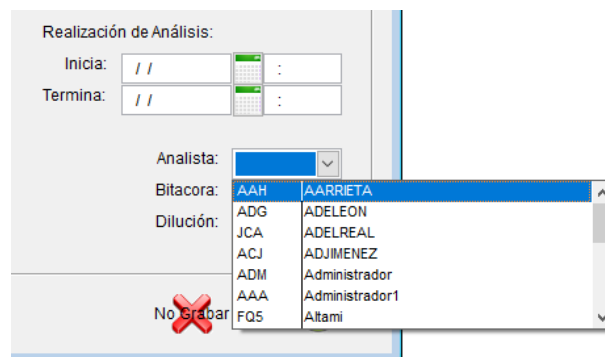 Realización de Análisis:
Inicia: / / :
Termina: / / :
Analista:
Bitacora: AAH AARRIETA
ADG ADELEON
Dilución: JCA ADELREAL
ACJ ADJIMENEZ
ADM Administrador
AAA Administrador1
No Grabar FQ5 Altami